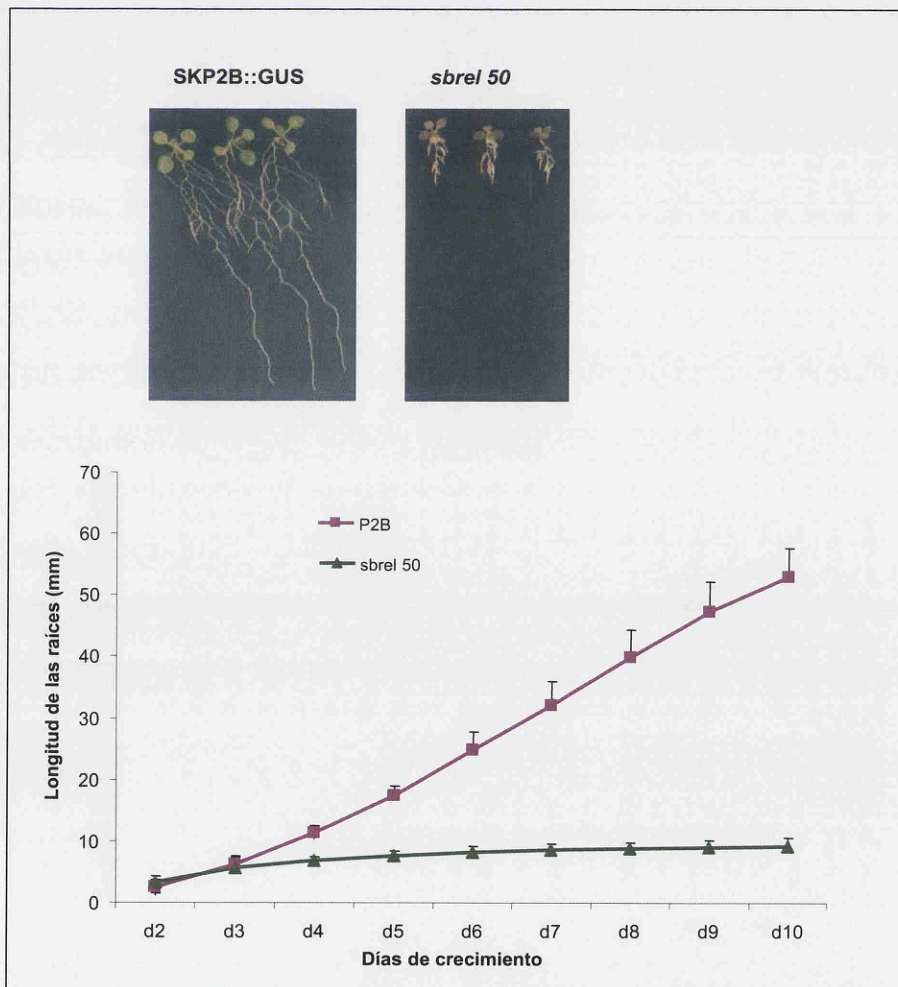 SKP2B::GUS sbrel 50
70
60
50
40
30
20
10
0
Longitud de las raíces (mm)
P2B
sbrel 50
d2 d3 d4 d5 d6 d7 d8 d9 d10
Días de crecimiento